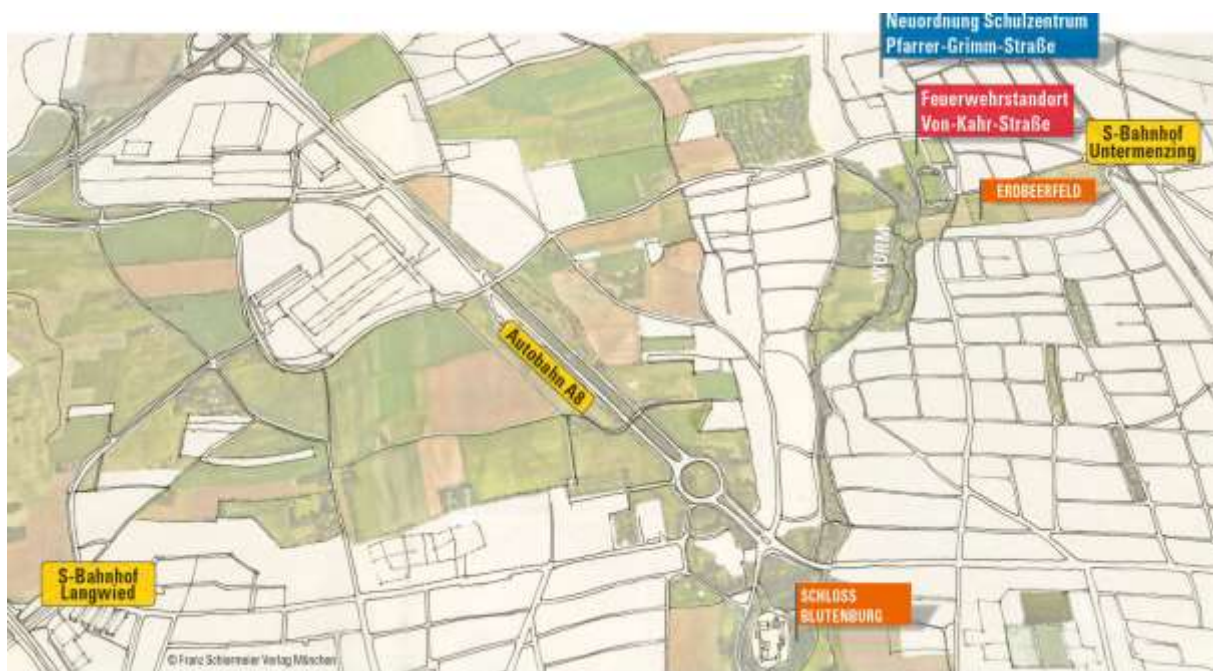 Neuordnung Schulzentrum
Pfarrer-Grimm-Straße
Feuerwehrstandort
Von-Kahr-Straße
S-Bahnhof
Untermenzing
ERDBEERFELD
WÜRM
Autobahn A8
S-Bahnhof
Langwied
SCHLOSS
BLUTENBURG
© Franz Schiermeier Verlag München